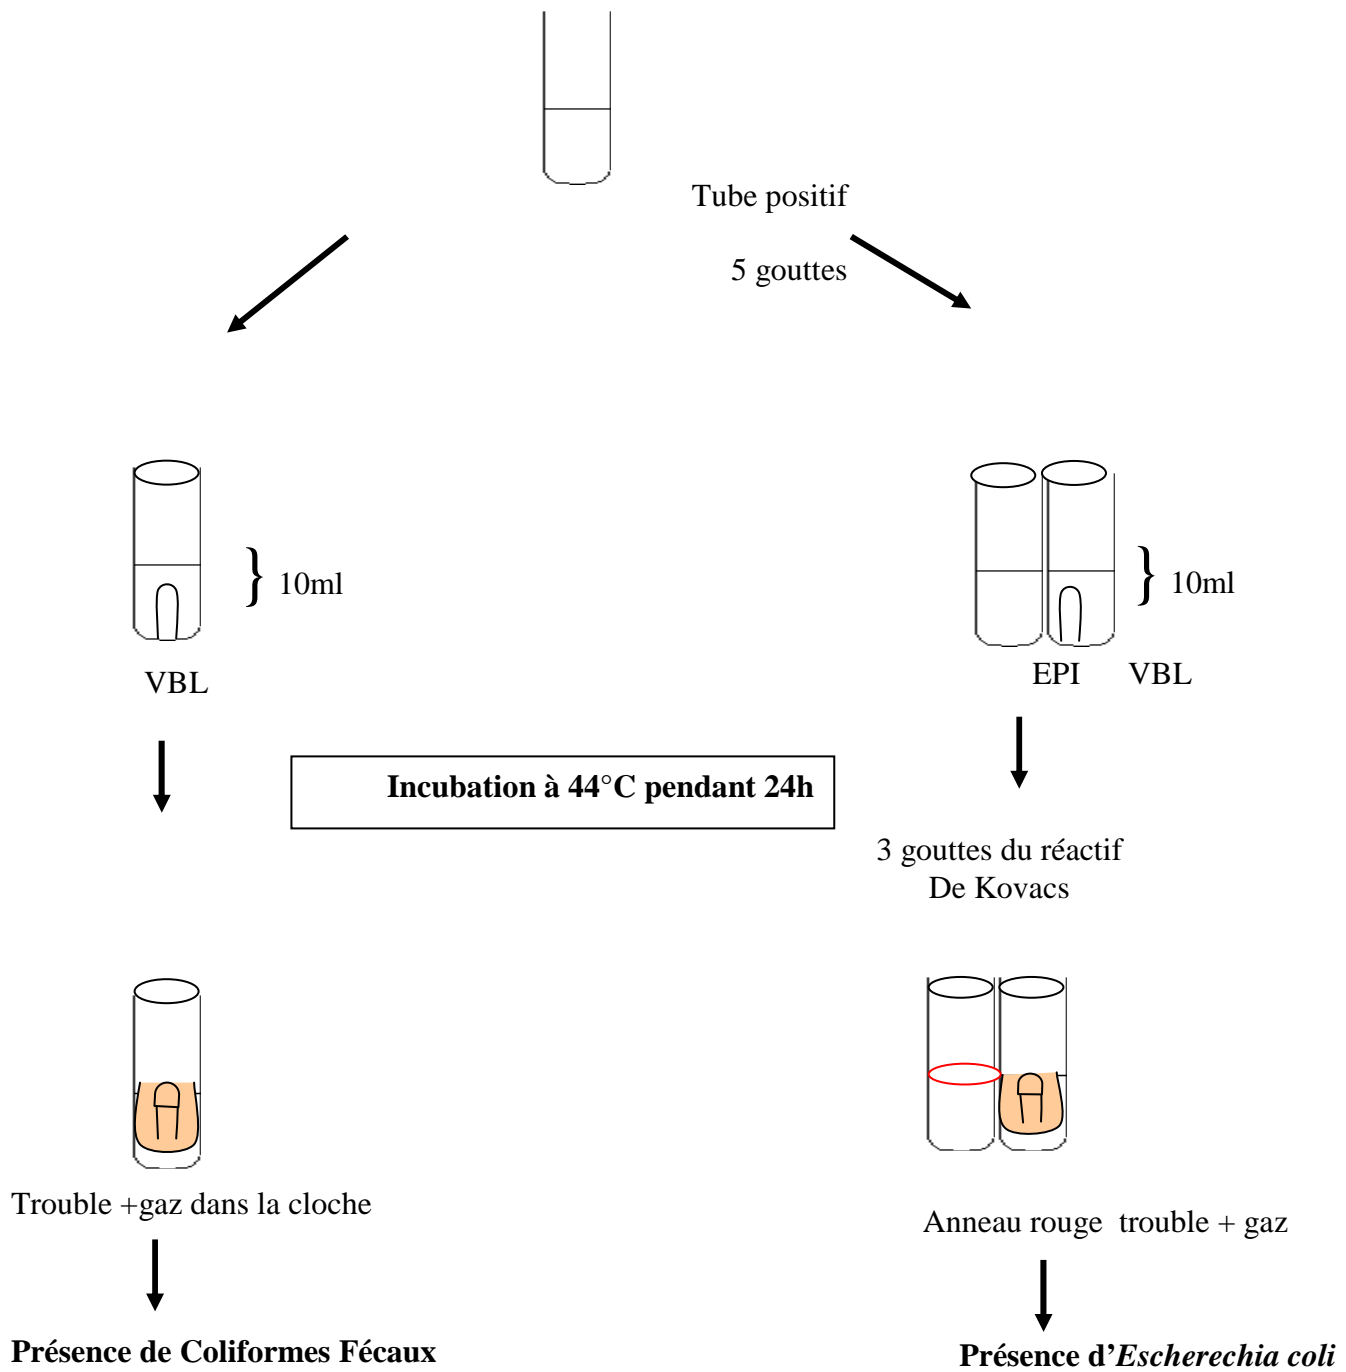 Tube positif
5 gouttes
} 10ml
} 10ml
VBL
EPI VBL
Incubation à 44°C pendant 24h
3 gouttes du réactif
De Kovacs
Trouble +gaz dans la cloche
Anneau rouge trouble + gaz
Présence de Coliformes Fécaux
Présence d’Escherechia coli